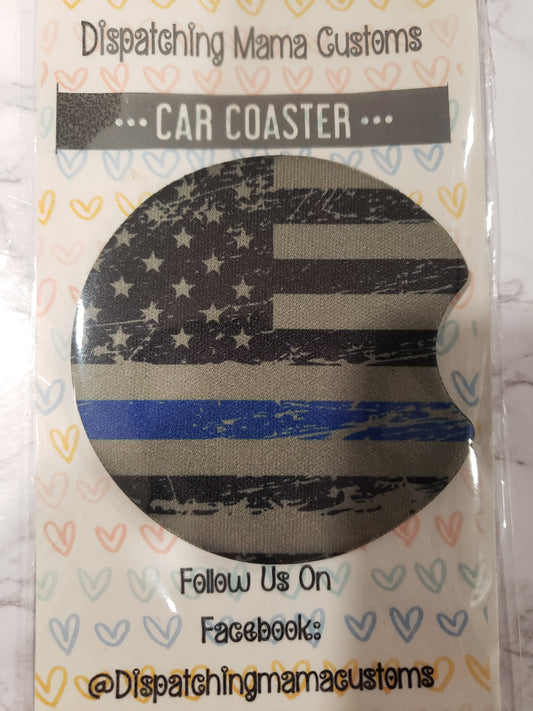 Dispatching Mama Customs
••• CAR COASTER •••
Follow Us On
Facebook:
@Dispatchingmamacustoms